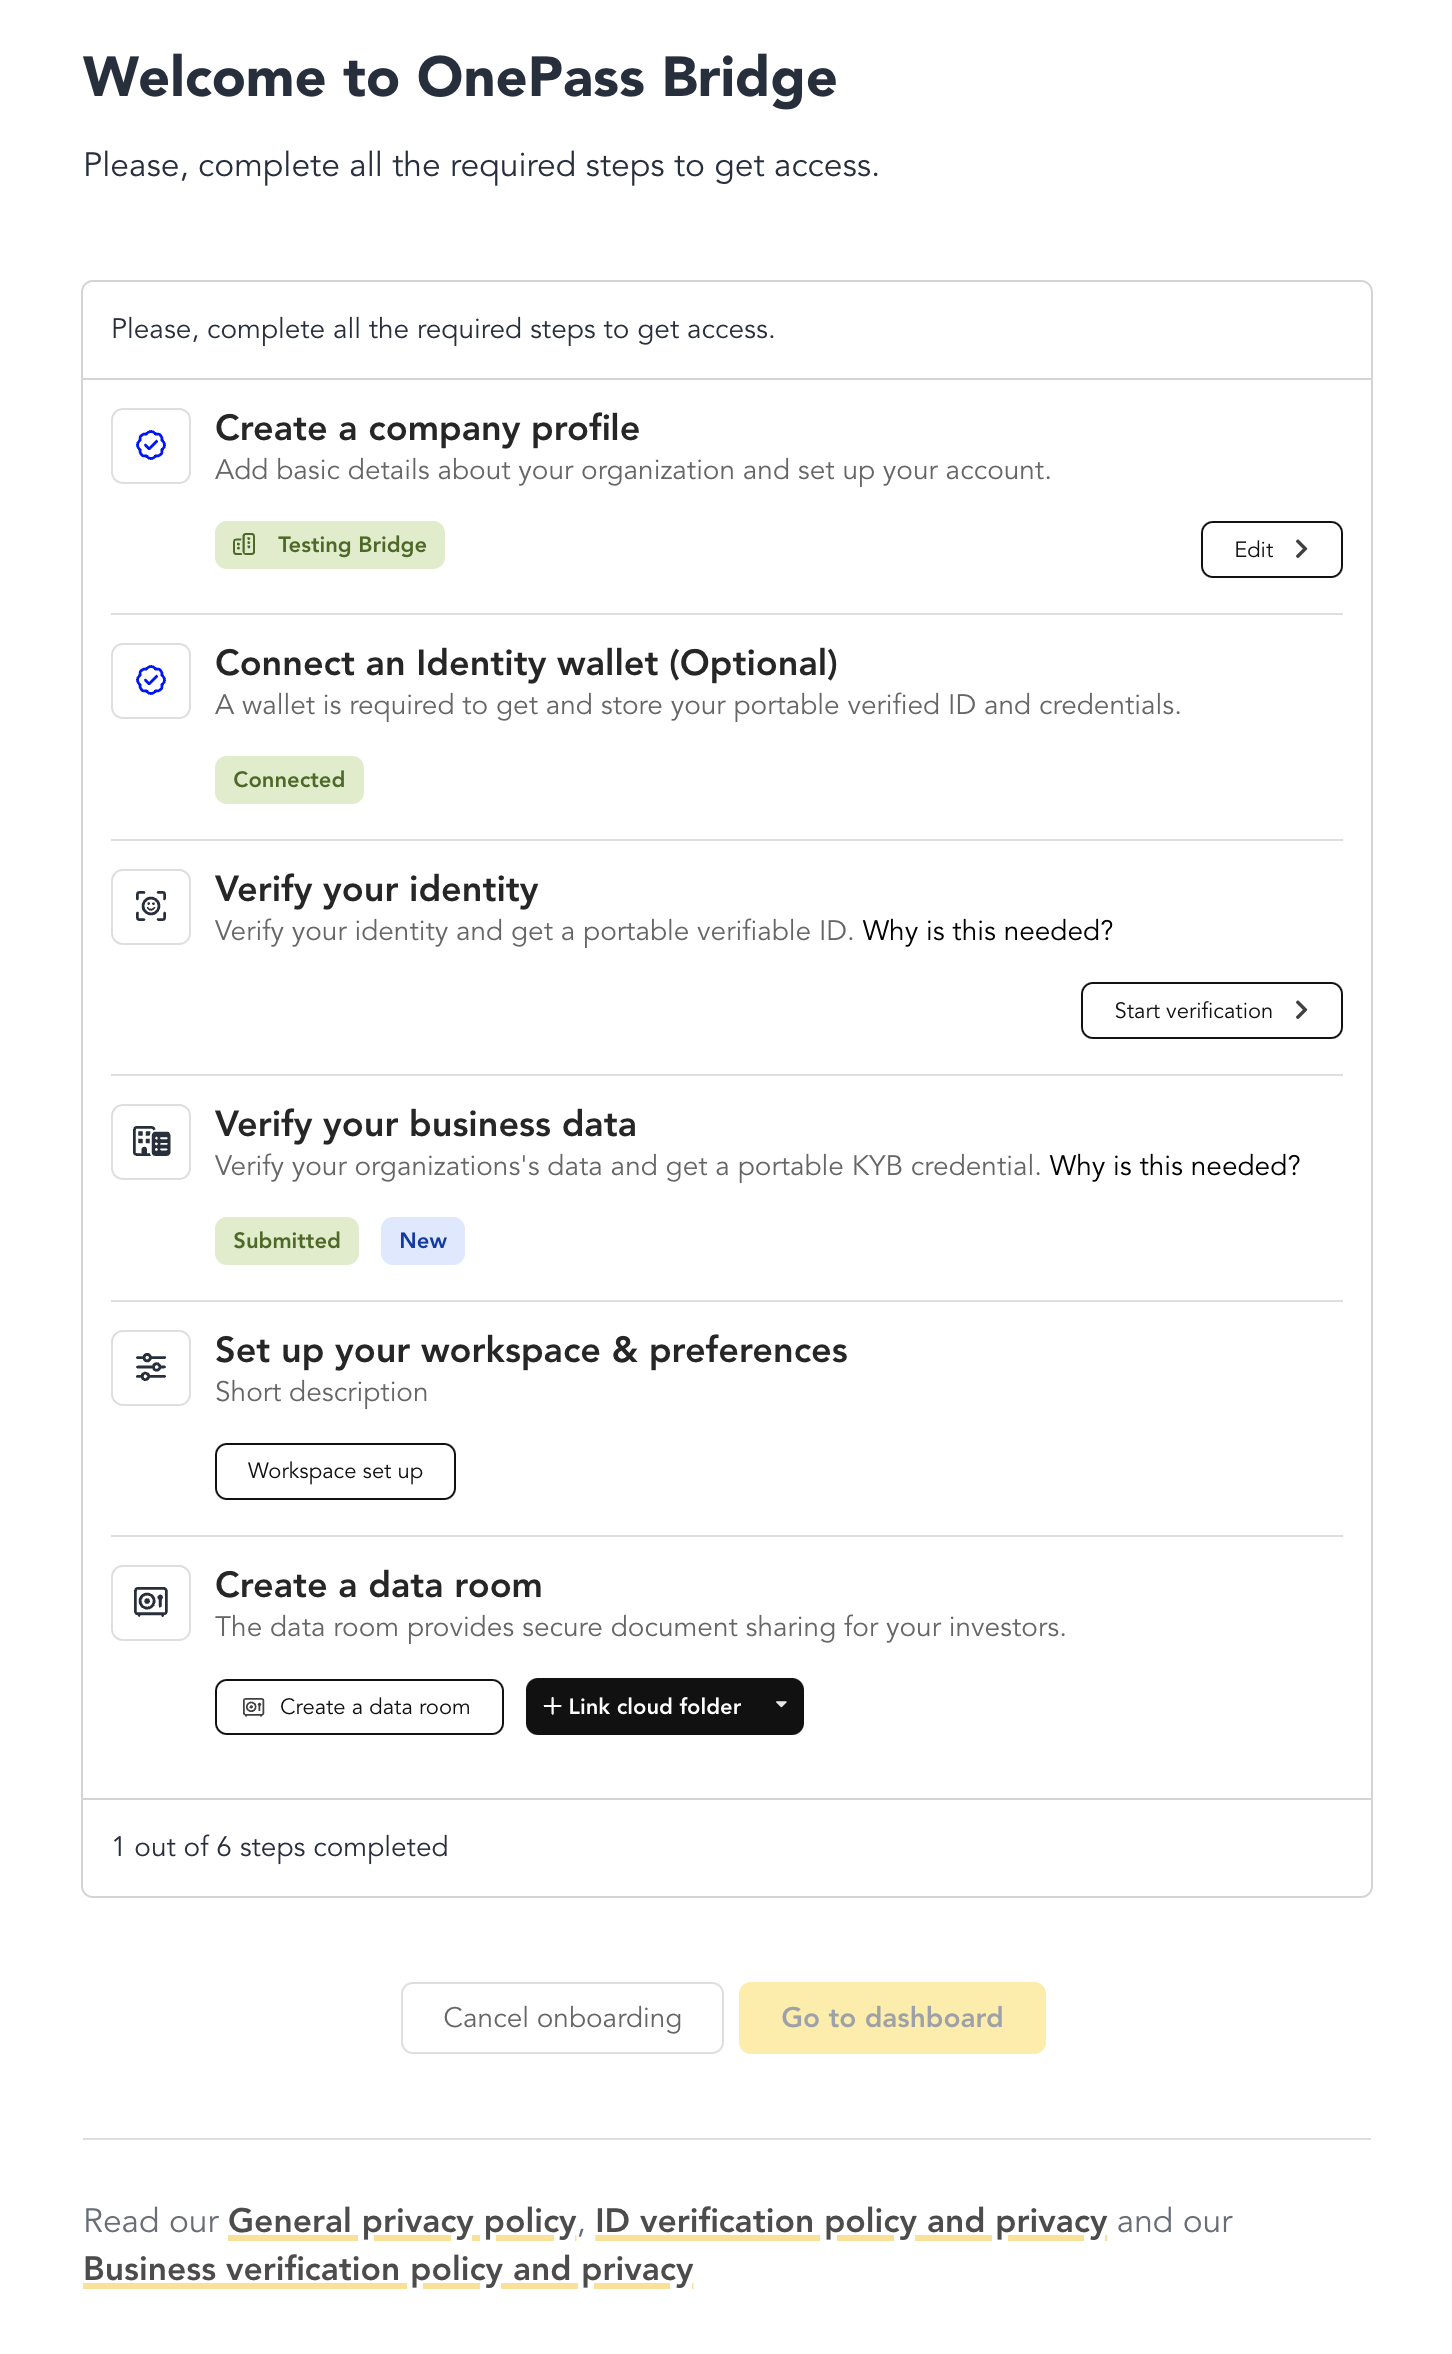 Welcome to OnePass Bridge
Please, complete all the required steps to get access.
Please, complete all the required steps to get access.
Create a company profile
Add basic details about your organization and set up your account.
Testing Bridge
Edit
Connect an Identity wallet (Optional)
A wallet is required to get and store your portable verified ID and credentials.
Connected
Verify your identity
Verify your identity and get a portable verifiable ID. Why is this needed?
Start verification
Verify your business data
Verify your organizations's data and get a portable KYB credential. Why is this needed?
Submitted New
Set up your workspace & preferences
Short description
Workspace set up
Create a data room
The data room provides secure document sharing for your investors.
Create a data room + Link cloud folder
1 out of 6 steps completed
Cancel onboarding Go to dashboard
Read our General privacy policy, ID verification policy and privacy and our
Business verification policy and privacy